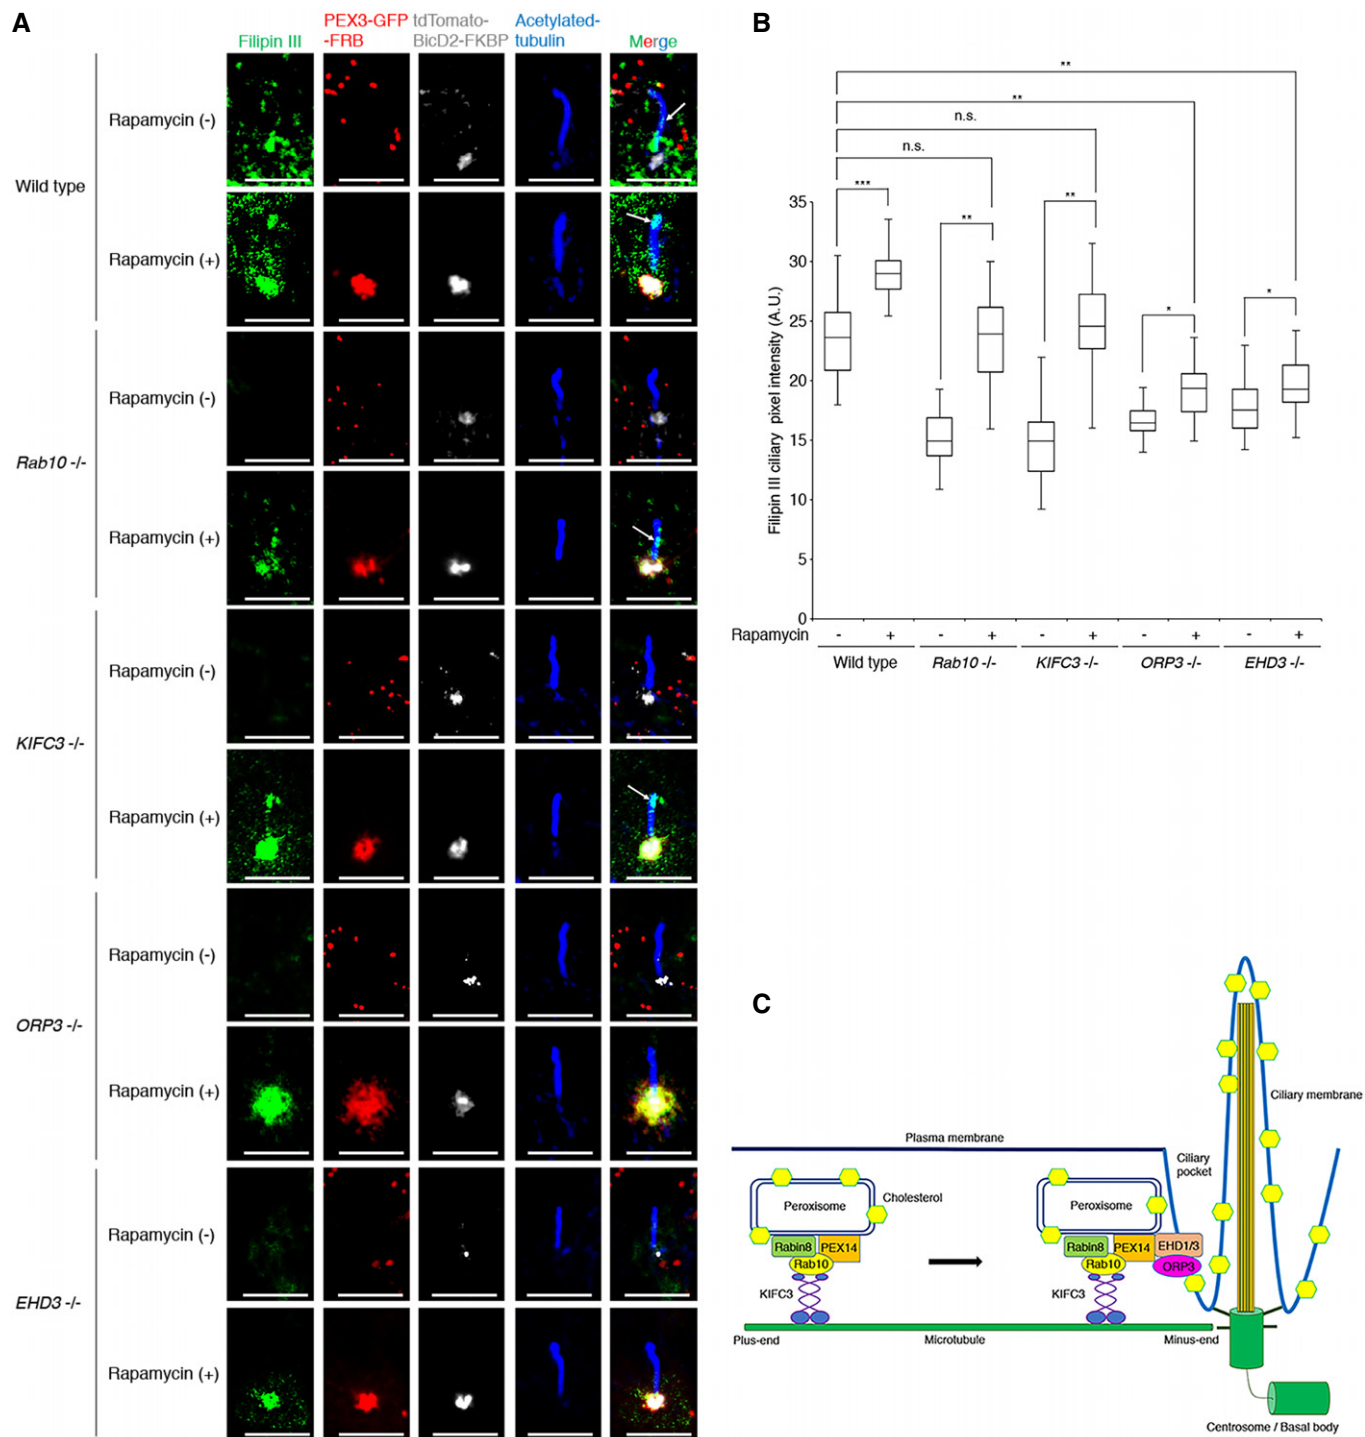 A
PEX3-GFP tdTomato- Acetylated-
Filipin III -FRB BicD2-FKBP tubulin Merge
Wild type
Rapamycin (-)
Rapamycin (+)
Rab10 -/-
Rapamycin (-)
Rapamycin (+)
KIFC3 -/-
Rapamycin (-)
Rapamycin (+)
ORP3 -/-
Rapamycin (-)
Rapamycin (+)
EHD3 -/-
Rapamycin (-)
Rapamycin (+)
B
**
**
n.s.
n.s.
***
**
**
*
*
Filipin III ciliary pixel intensity (A.U.)
35
30
25
20
15
10
5
0
Rapamycin - + - + - + - + - +
Wild type Rab10 -/- KIFC3 -/- ORP3 -/- EHD3 -/-
C
Plasma membrane
Ciliary membrane
Ciliary
pocket
Peroxisome
Cholesterol
Rabin8 PEX14
Rab10
KIFC3
Peroxisome
Rabin8 PEX14 EHD1/3
Rab10 ORP3
KIFC3
Plus-end Microtubule Minus-end
Centrosome / Basal body